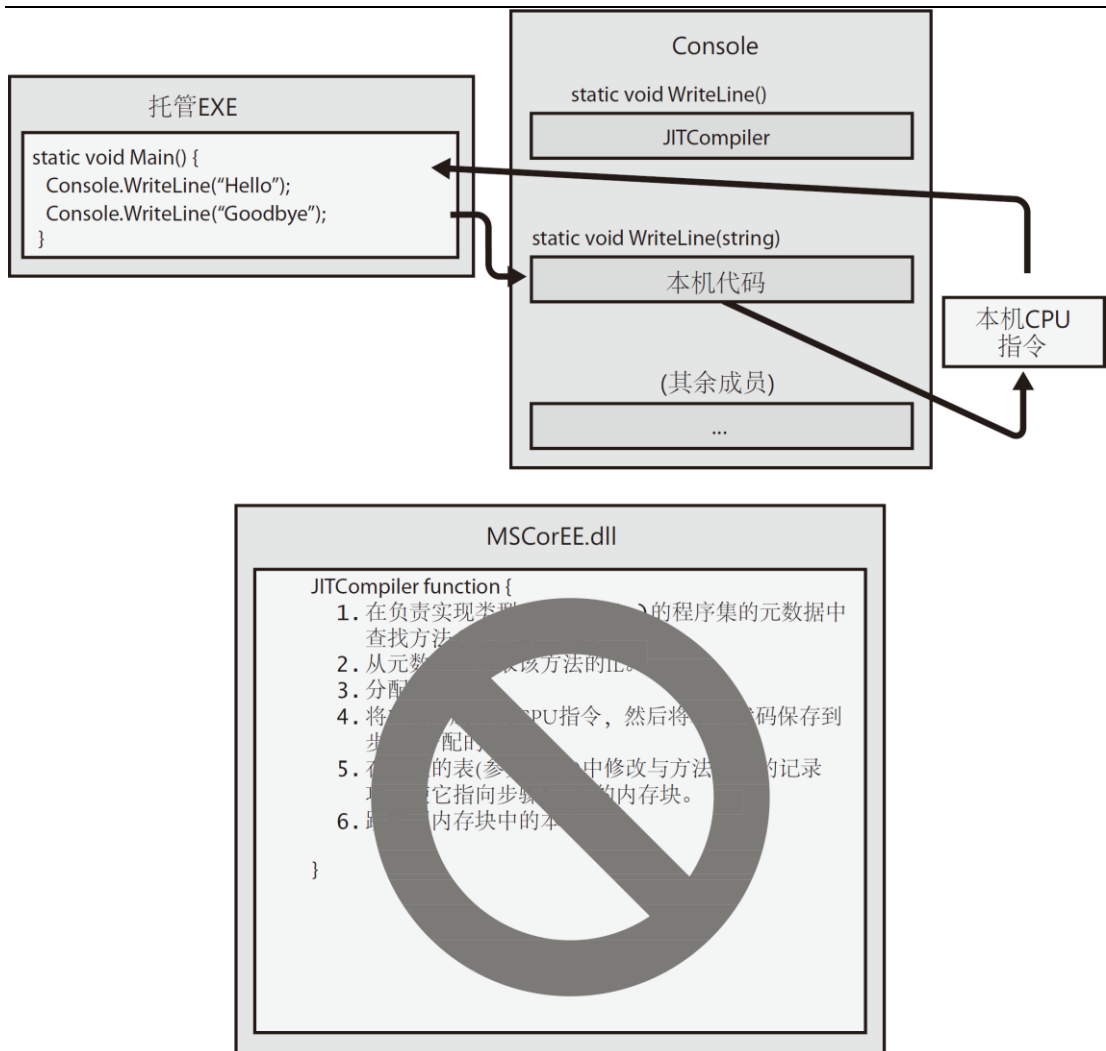 托管EXE
static void Main() {
Console.WriteLine(“Hello”);
Console.WriteLine(“Goodbye”);
}
Console
static void WriteLine()
JITCompiler
static void WriteLine(string)
本机代码
(其余成员)
...
本机CPU
指令
MSCorEE.dll
JITCompiler function {
1. 在负责实现类型 的程序集的元数据中
查找方法
2. 从元数 该方法的IL。
3. 分配
4. 将 CPU指令，然后将 码保存到
步 配的
5. 在 的表(参 中修改与方法 的记录
它指向步骤 的内存块。
6. 内存块中的本
}